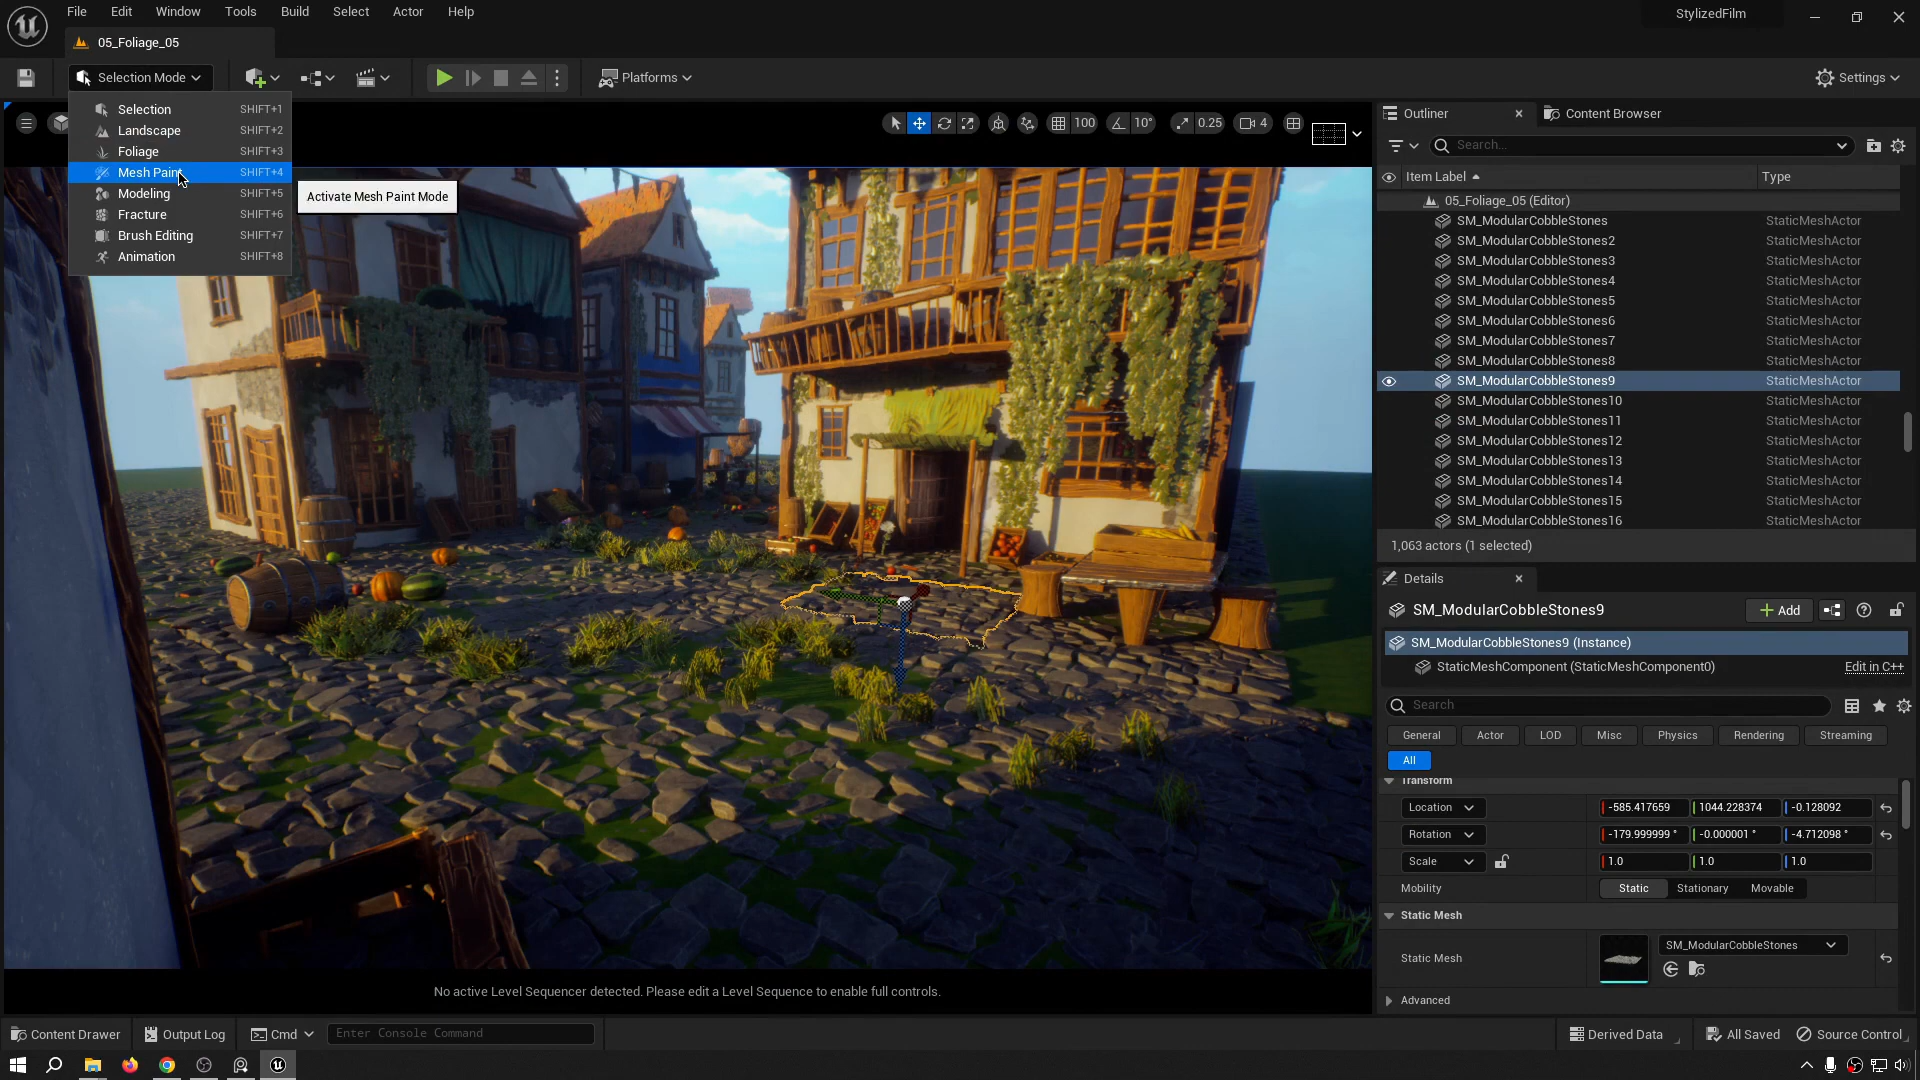 File Edit Window Tools Build Select Actor Help
StylizedFilm
05_Foliage_05
Selection Mode
Platforms
Settings
Selection SHIFT+1
Landscape SHIFT+2
Foliage SHIFT+3
Mesh Paint SHIFT+4
Modeling SHIFT+5
Fracture SHIFT+6
Brush Editing SHIFT+7
Animation SHIFT+8
Activate Mesh Paint Mode
100 10° 0.25 4
Outliner Content Browser
Search...
Item Label Type
05_Foliage_05 (Editor)
SM_ModularCobbleStones StaticMeshActor
SM_ModularCobbleStones2 StaticMeshActor
SM_ModularCobbleStones3 StaticMeshActor
SM_ModularCobbleStones4 StaticMeshActor
SM_ModularCobbleStones5 StaticMeshActor
SM_ModularCobbleStones6 StaticMeshActor
SM_ModularCobbleStones7 StaticMeshActor
SM_ModularCobbleStones8 StaticMeshActor
SM_ModularCobbleStones9 StaticMeshActor
SM_ModularCobbleStones10 StaticMeshActor
SM_ModularCobbleStones11 StaticMeshActor
SM_ModularCobbleStones12 StaticMeshActor
SM_ModularCobbleStones13 StaticMeshActor
SM_ModularCobbleStones14 StaticMeshActor
SM_ModularCobbleStones15 StaticMeshActor
SM_ModularCobbleStones16 StaticMeshActor
1,063 actors (1 selected)
Details
SM_ModularCobbleStones9
Add
SM_ModularCobbleStones9 (Instance)
StaticMeshComponent (StaticMeshComponent0) Edit in C++
Search
General Actor LOD Misc Physics Rendering Streaming
All
Transform
Location -585.417659 1044.228374 -0.128092
Rotation -179.999999 ° -0.000001 ° -4.712098 °
Scale 1.0 1.0 1.0
Mobility Static Stationary Movable
Static Mesh
Static Mesh SM_ModularCobbleStones
Advanced
No active Level Sequencer detected. Please edit a Level Sequence to enable full controls.
Content Drawer Output Log Cmd Enter Console Command Derived Data All Saved Source Control